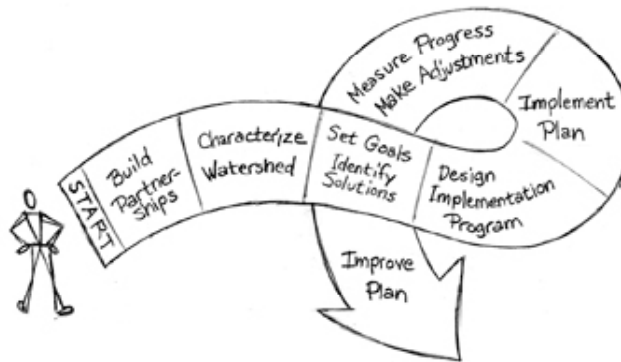 START
Build
Partner-
ships
Characterize
Watershed
Set Goals
Identify
Solutions
Design
Implementation
Program
Implement
Plan
Measure Progress
Make Adjustments
Improve
Plan